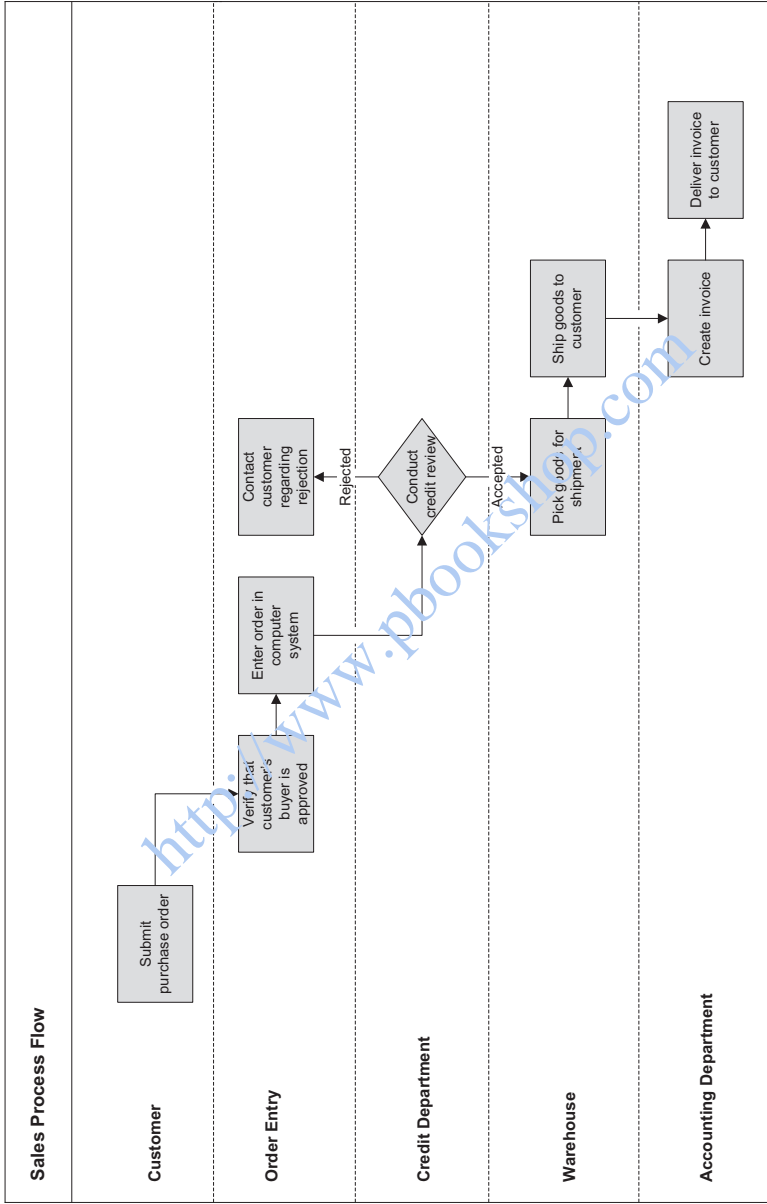 Sales Process Flow
Customer
Submit
purchase order
Order Entry
Verify that
customer's
buyer is
approved
Enter order in
computer
system
Contact
customer
regarding
rejection
Rejected
Credit Department
Conduct
credit review
Accepted
Warehouse
Pick goods for
shipment
Ship goods to
customer
Accounting Department
Create invoice
Deliver invoice
to customer
http://www.pbookshop.com